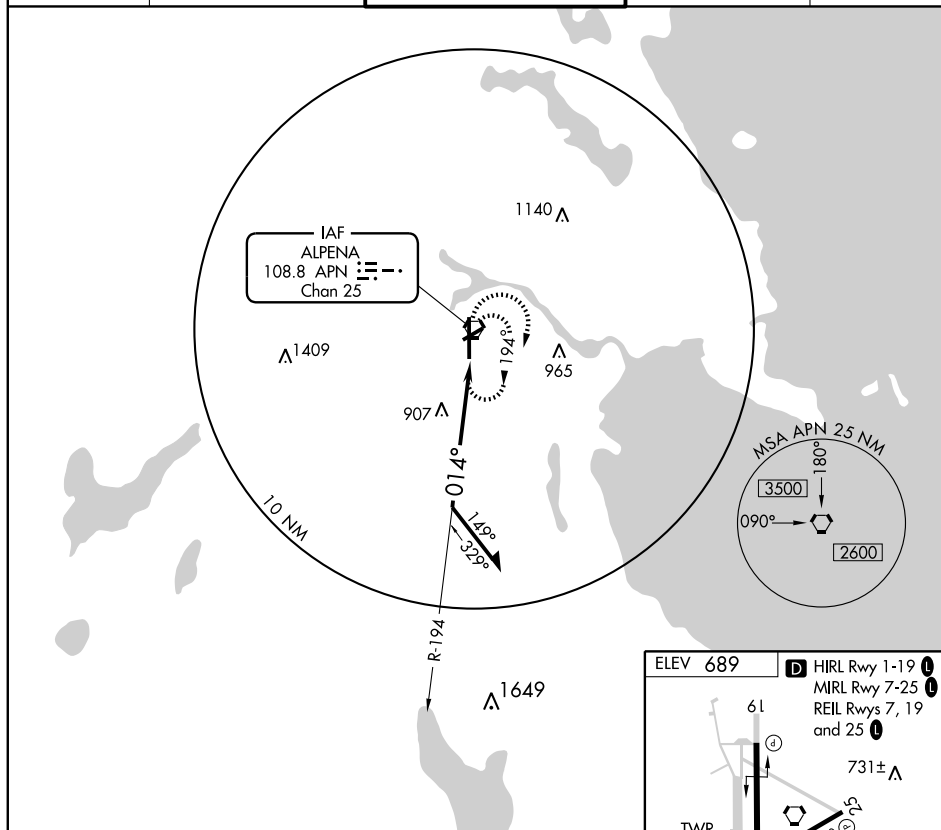 1140
IAF
ALPENA
108.8 APN
Chan 25
1409
194°
965
907
MSA APN 25 NM
180°
3500
090°
2600
014°
10 NM
149°
329°
R-194
1649
ELEV 689
D HIRL Rwy 1-19 L
MIRL Rwy 7-25 L
REIL Rwys 7, 19
and 25 L
19
P
731±
25
P
TWR